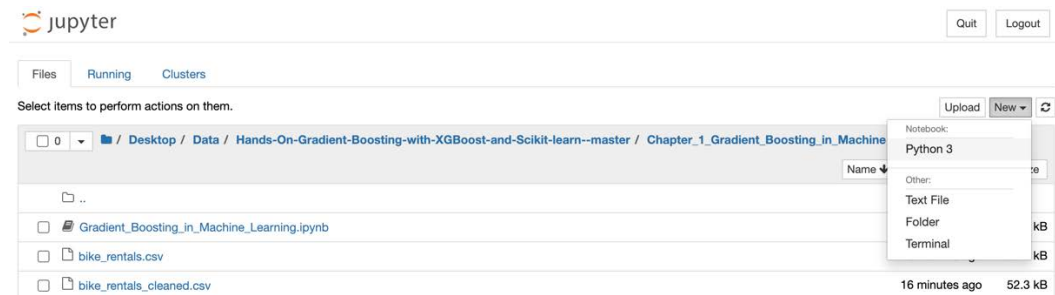 jupyter
Quit Logout
Files Running Clusters
Select items to perform actions on them.
Upload New
0 / Desktop / Data / Hands-On-Gradient-Boosting-with-XGBoost-and-Scikit-learn--master / Chapter_1_Gradient_Boosting_in_Machine
Notebook:
Python 3
Name
Other:
..
Text File
Gradient_Boosting_in_Machine_Learning.ipynb
Folder
kB
bike_rentals.csv
Terminal
kB
bike_rentals_cleaned.csv 16 minutes ago 52.3 kB